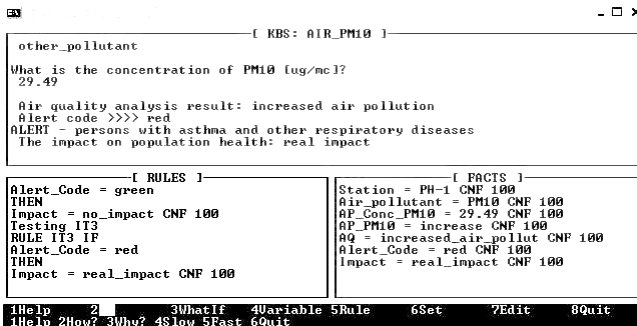 [ KBS: AIR_PM10 ]
other_pollutant
What is the concentration of PM10 [ug/mc]?
29.49
Air quality analysis result: increased air pollution
Alert code >>>> red
ALERT - persons with asthma and other respiratory diseases
The impact on population health: real impact
[ RULES ]
Alert_Code = green
THEN
Impact = no_impact CNF 100
Testing IT3
RULE IT3 IF
Alert_Code = red
THEN
Impact = real_impact CNF 100
[ FACTS ]
Station = PH-1 CNF 100
Air_pollutant = PM10 CNF 100
AP_Conc_PM10 = 29.49 CNF 100
AP_PM10 = increase CNF 100
AQ = increased_air_pollut CNF 100
Alert_Code = red CNF 100
Impact = real_impact CNF 100
1Help 2 3WhatIf 4Variable 5Rule 6Set 7Edit 8Quit
1Help 2How? 3Why? 4Slow 5Fast 6Quit